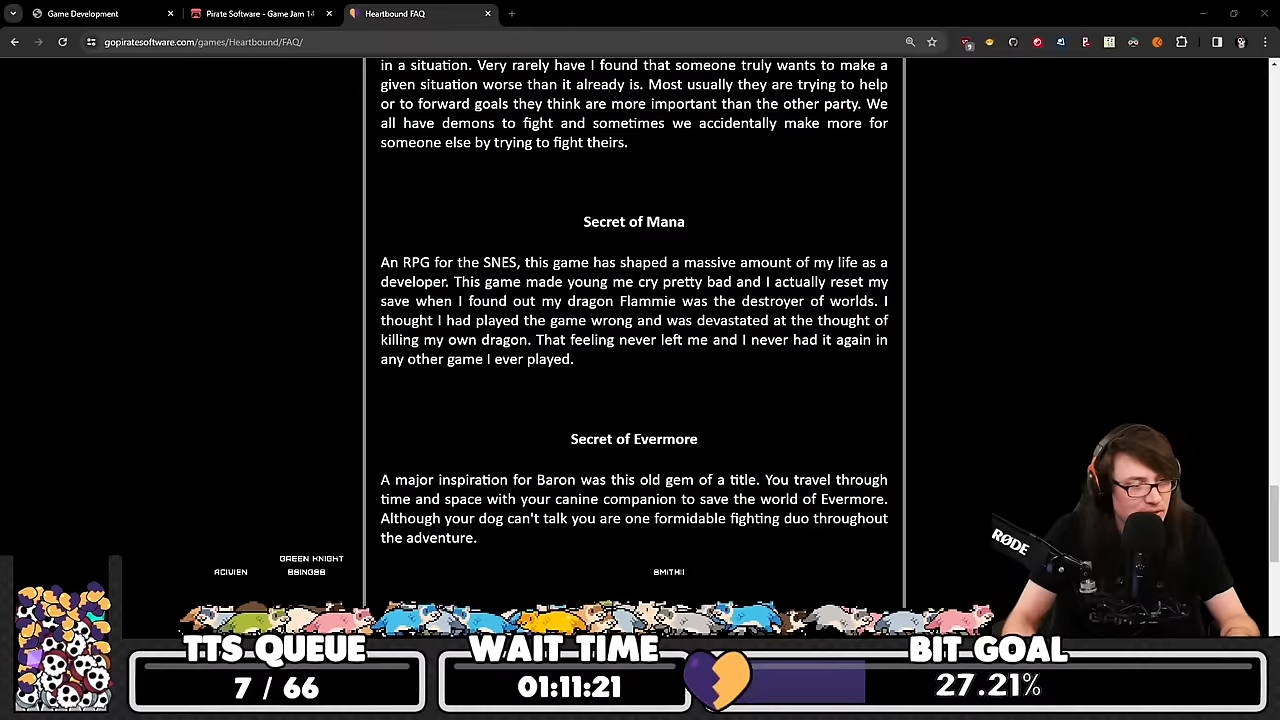 Game Development
Pirate Software - Game Jam 14
Heartbound FAQ
gopiratesoftware.com/games/Heartbound/FAQ/
in a situation. Very rarely have I found that someone truly wants to make a
given situation worse than it already is. Most usually they are trying to help
or to forward goals they think are more important than the other party. We
all have demons to fight and sometimes we accidentally make more for
someone else by trying to fight theirs.
Secret of Mana
An RPG for the SNES, this game has shaped a massive amount of my life as a
developer. This game made young me cry pretty bad and I actually reset my
save when I found out my dragon Flammie was the destroyer of worlds. I
thought I had played the game wrong and was devastated at the thought of
killing my own dragon. That feeling never left me and I never had it again in
any other game I ever played.
Secret of Evermore
A major inspiration for Baron was this old gem of a title. You travel through
time and space with your canine companion to save the world of Evermore.
Although your dog can't talk you are one formidable fighting duo throughout
the adventure.
RØDE
GREEN KNIGHT
ACIVIEN
SMITHII
TTS QUEUE
7 / 66
WAIT TIME
01:11:21
BIT GOAL
27.21%